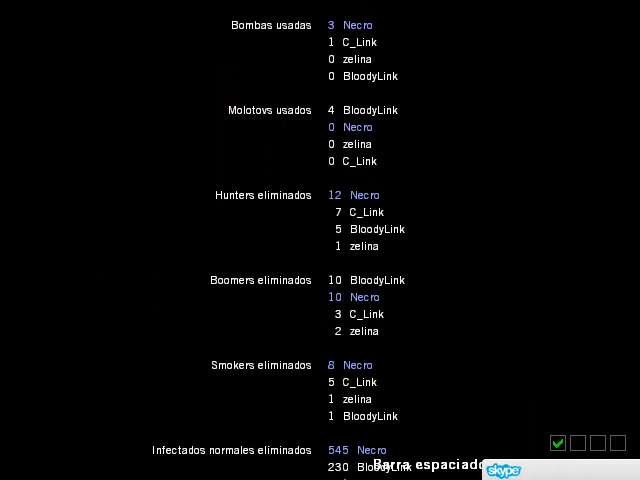 Bombas usadas 3 Necro
1 C_Link
0 zelina
0 BloodyLink
Molotovs usados 4 BloodyLink
0 Necro
0 zelina
0 C_Link
Hunters eliminados 12 Necro
7 C_Link
5 BloodyLink
1 zelina
Boomers eliminados 10 BloodyLink
10 Necro
3 C_Link
2 zelina
Smokers eliminados 8 Necro
5 C_Link
1 zelina
1 BloodyLink
Infectados normales eliminados 545 Necro
230 BloodyLink
Barra espaciado
skype